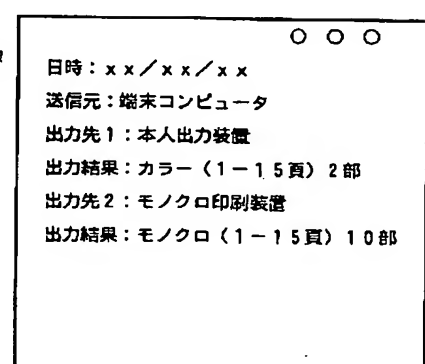 ○ ○ ○
日時：xx／xx／xx
送信元：端末コンピュータ
出力先1：本人出力装置
出力結果：カラー（1－15頁）2部
出力先2：モノクロ印刷装置
出力結果：モノクロ（1－15頁）10部